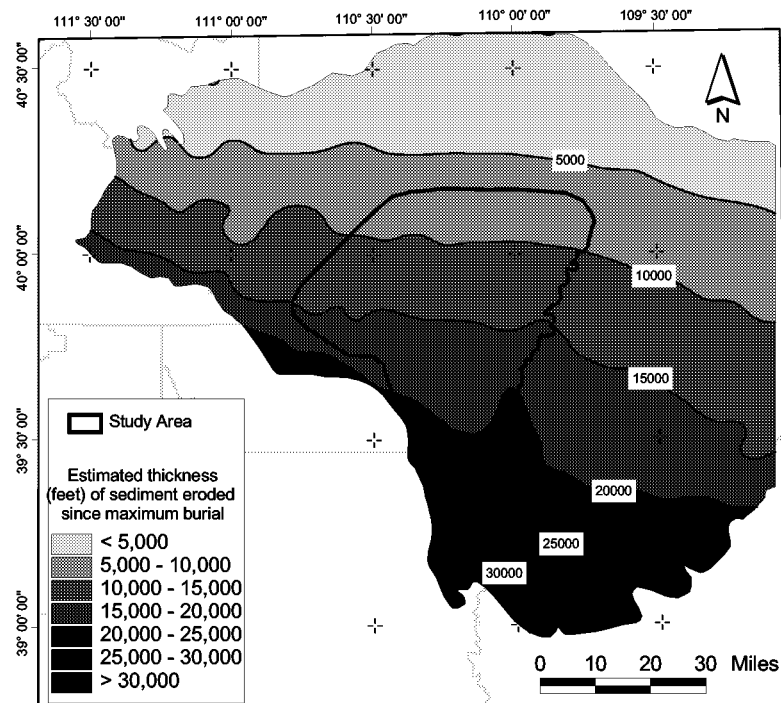 111° 30' 00" 111° 00' 00" 110° 30' 00" 110° 00' 00" 109° 30' 00"
40° 30' 00"
N
5000
40° 00' 00"
10000
15000
39° 30' 00"
Study Area
Estimated thickness
(feet) of sediment eroded
since maximum burial
< 5,000
5,000 - 10,000
10,000 - 15,000
15,000 - 20,000
20,000 - 25,000
25,000 - 30,000
> 30,000
20000
25000
30000
39° 00' 00"
0 10 20 30 Miles